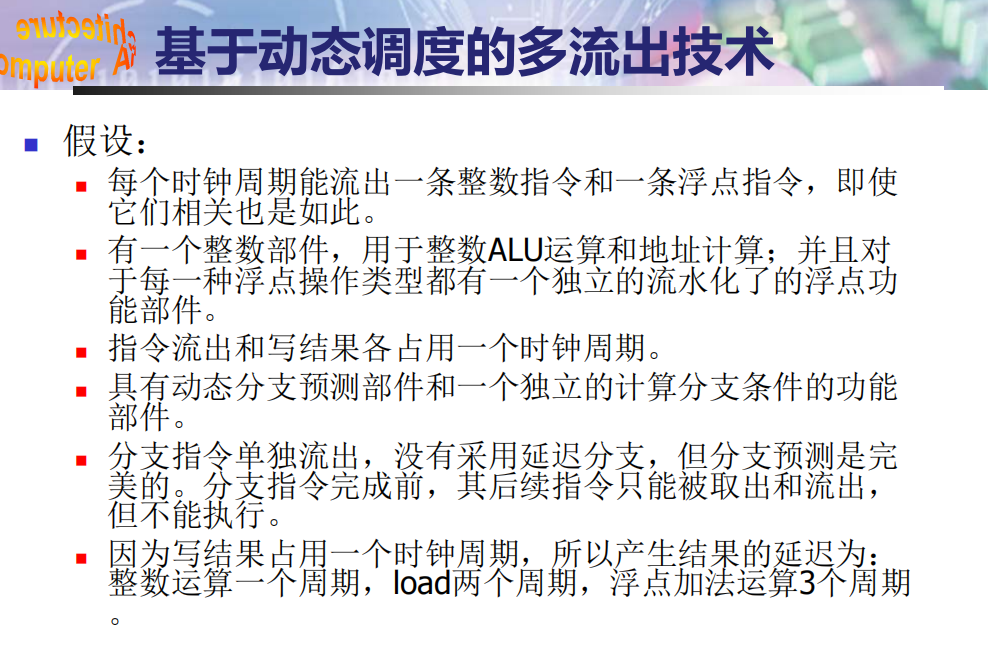 chitecture
omputer A
基于动态调度的多流出技术
假设：
每个时钟周期能流出一条整数指令和一条浮点指令，即使
它们相关也是如此。
有一个整数部件，用于整数ALU运算和地址计算；并且对
于每一种浮点操作类型都有一个独立的流水化了的浮点功
能部件。
指令流出和写结果各占用一个时钟周期。
具有动态分支预测部件和一个独立的计算分支条件的功能
部件。
分支指令单独流出，没有采用延迟分支，但分支预测是完
美的。分支指令完成前，其后续指令只能被取出和流出，
但不能执行。
因为写结果占用一个时钟周期，所以产生结果的延迟为：
整数运算一个周期，load两个周期，浮点加法运算3个周期
。